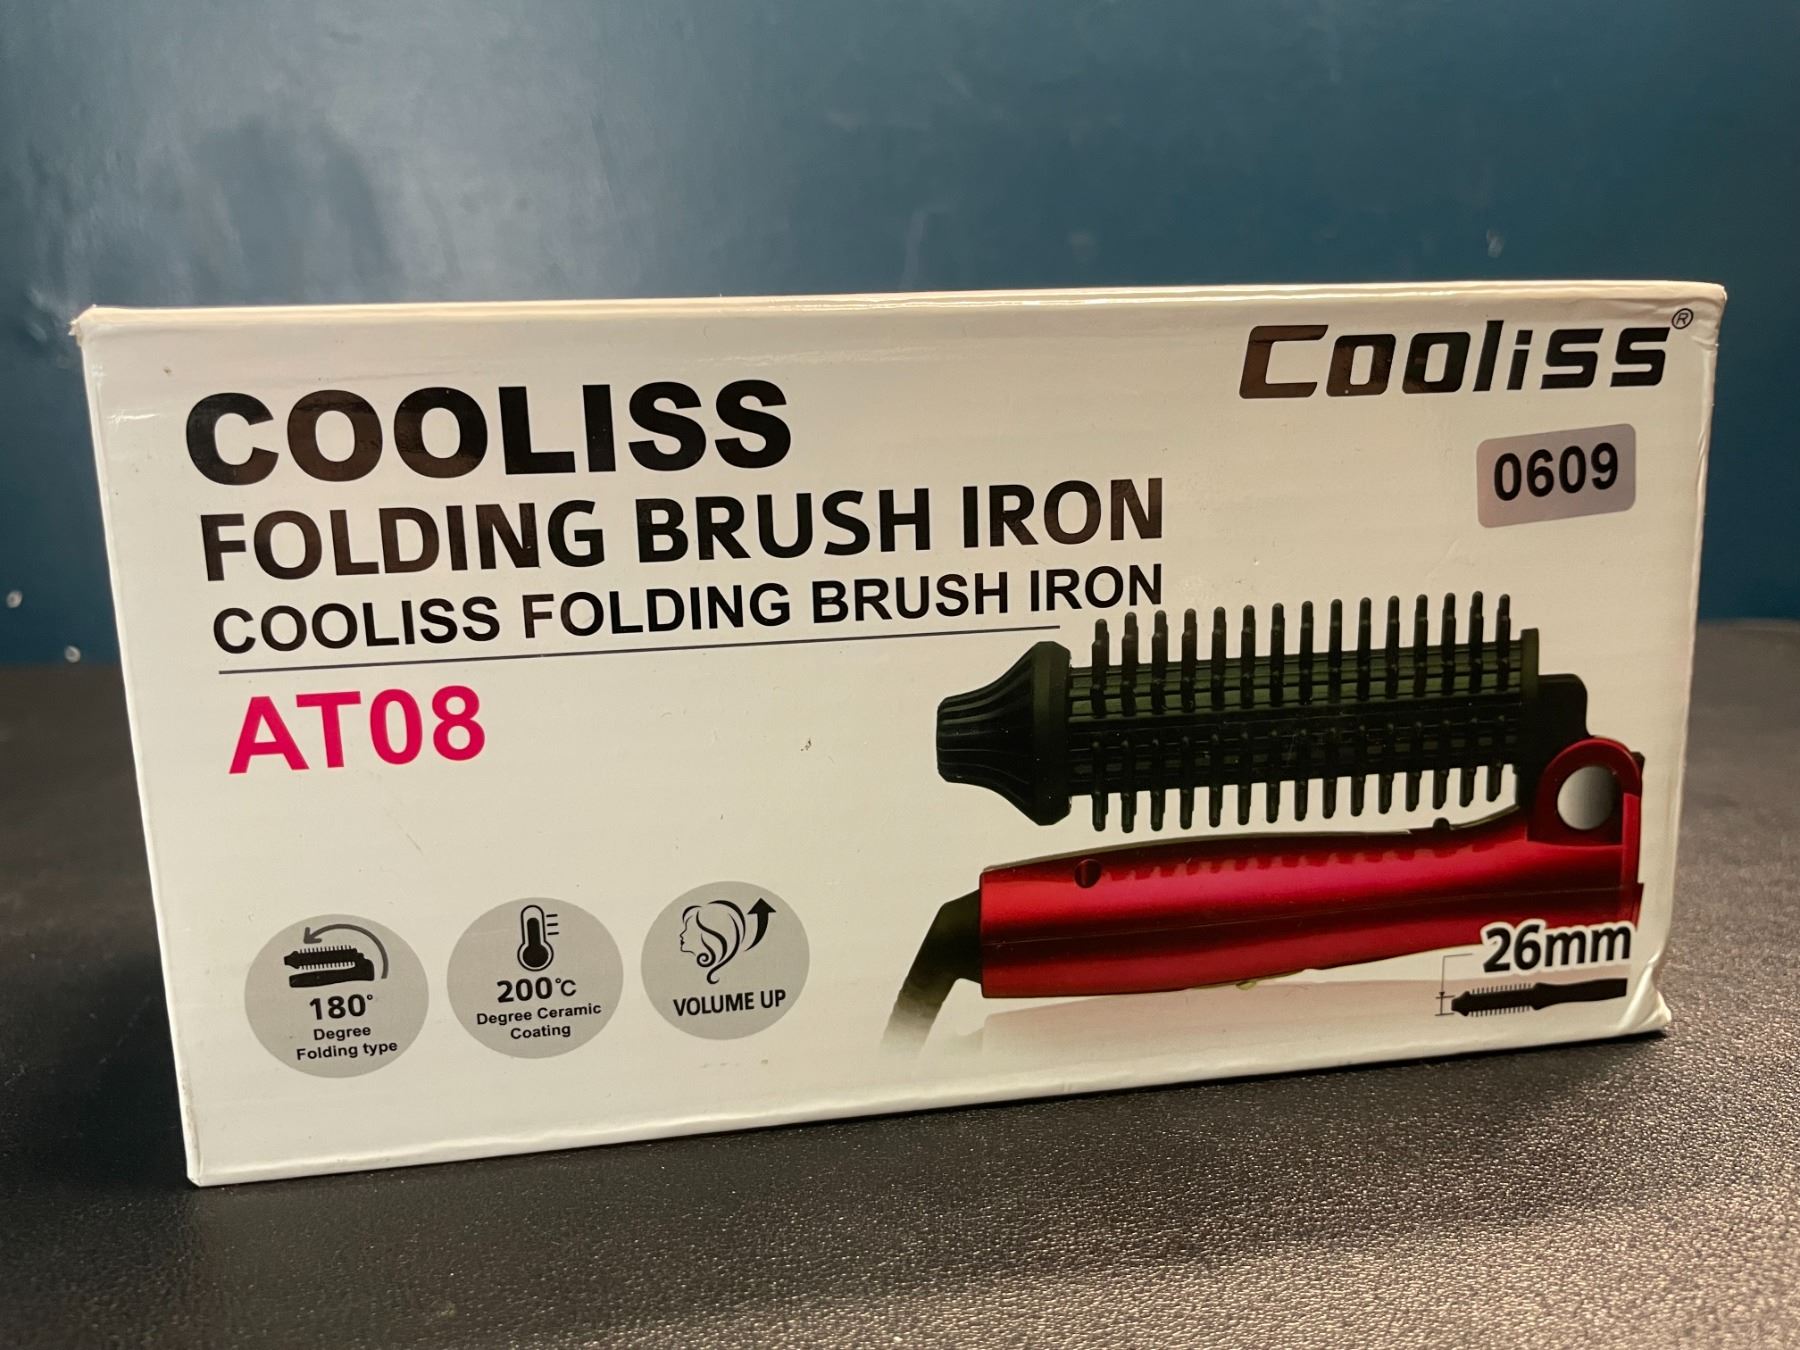 Cooliss®
COOLISS
FOLDING BRUSH IRON
COOLISS FOLDING BRUSH IRON
AT08
0609
180°
Degree
Folding type
200°C
Degree Ceramic
Coating
VOLUME UP
26mm